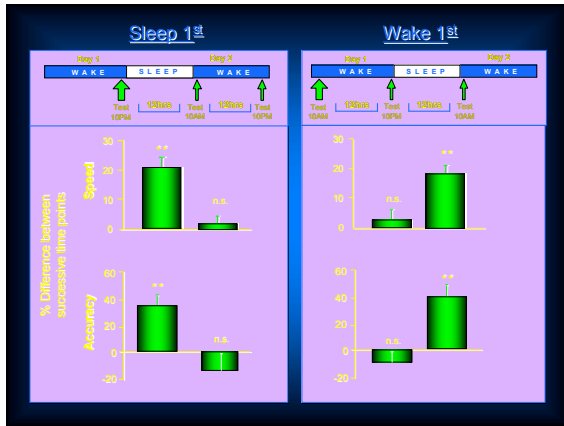 Sleep 1st
Wake 1st
Day 1
Day 2
WAKE
SLEEP
WAKE
12hrs
12hrs
Test
10PM
Test
10AM
Test
10PM
Day 1
Day 2
WAKE
SLEEP
WAKE
12hrs
12hrs
Test
10AM
Test
10PM
Test
10AM
% Difference between
successive time points
Speed
30
20
10
0
**
n.s.
30
20
10
0
n.s.
**
Accuracy
60
40
20
0
-20
**
n.s.
60
40
20
0
-20
n.s.
**